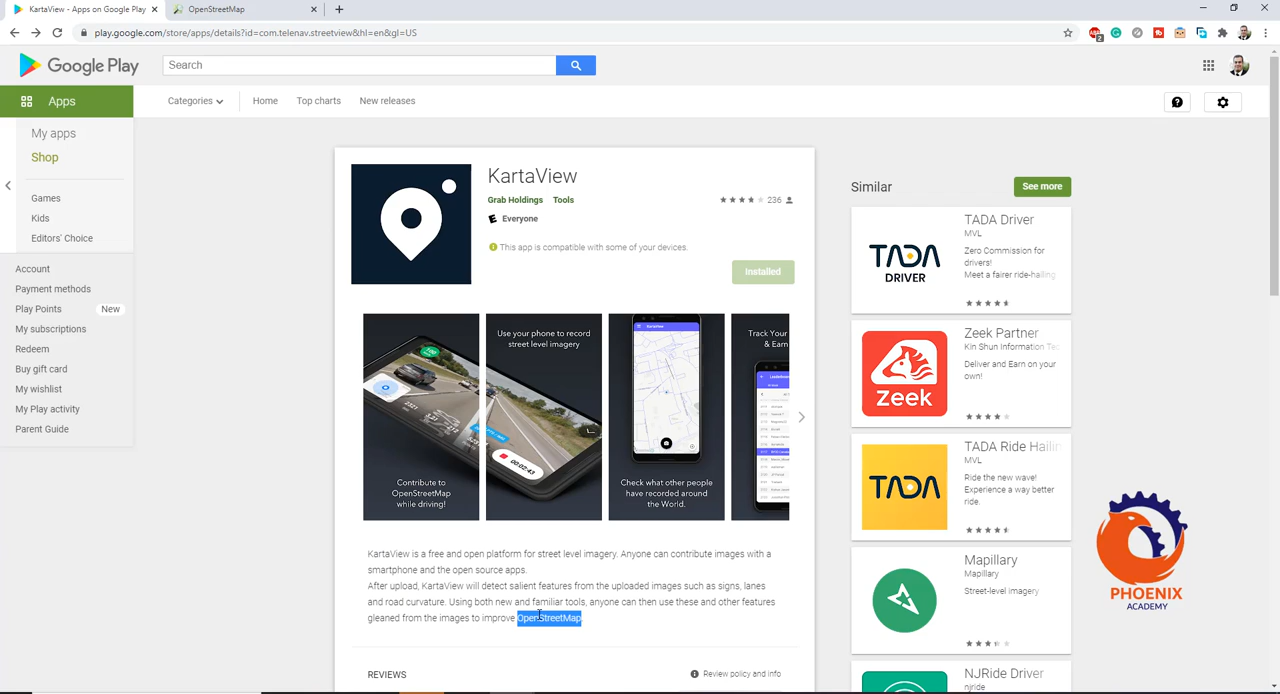 KartaView - Apps on Google Play
OpenStreetMap
play.google.com/store/apps/details?id=com.telenav.streetview&hl=en&gl=US
Google Play
Search
Apps
Categories
Home
Top charts
New releases
My apps
Shop
Games
Kids
Editors' Choice
Account
Payment methods
Play Points
New
My subscriptions
Redeem
Buy gift card
My wishlist
My Play activity
Parent Guide
KartaView
Grab Holdings
Tools
236
E
Everyone
This app is compatible with some of your devices.
Installed
Contribute to
OpenStreetMap
while driving!
Use your phone to record
street level imagery
00:02:43
KartaView
Check what other people
have recorded around
the World.
Track Your
& Earn
KartaView is a free and open platform for street level imagery. Anyone can contribute images with a
smartphone and the open source apps.
After upload, KartaView will detect salient features from the uploaded images such as signs, lanes
and road curvature. Using both new and familiar tools, anyone can then use these and other features
gleaned from the images to improve OpenStreetMap
REVIEWS
Review policy and info
Similar
See more
TADA
DRIVER
TADA Driver
MVL
Zero Commission for
drivers!
Meet a fairer ride-hailing
Zeek
Zeek Partner
Kin Shun Information Te
Deliver and Earn on your
own!
TADA
TADA Ride Hailin
MVL
Ride the new wave!
Experience a way better
ride.
Mapillary
Mapillary
Street-level imagery
NJRide Driver
njride
PHOENIX
ACADEMY